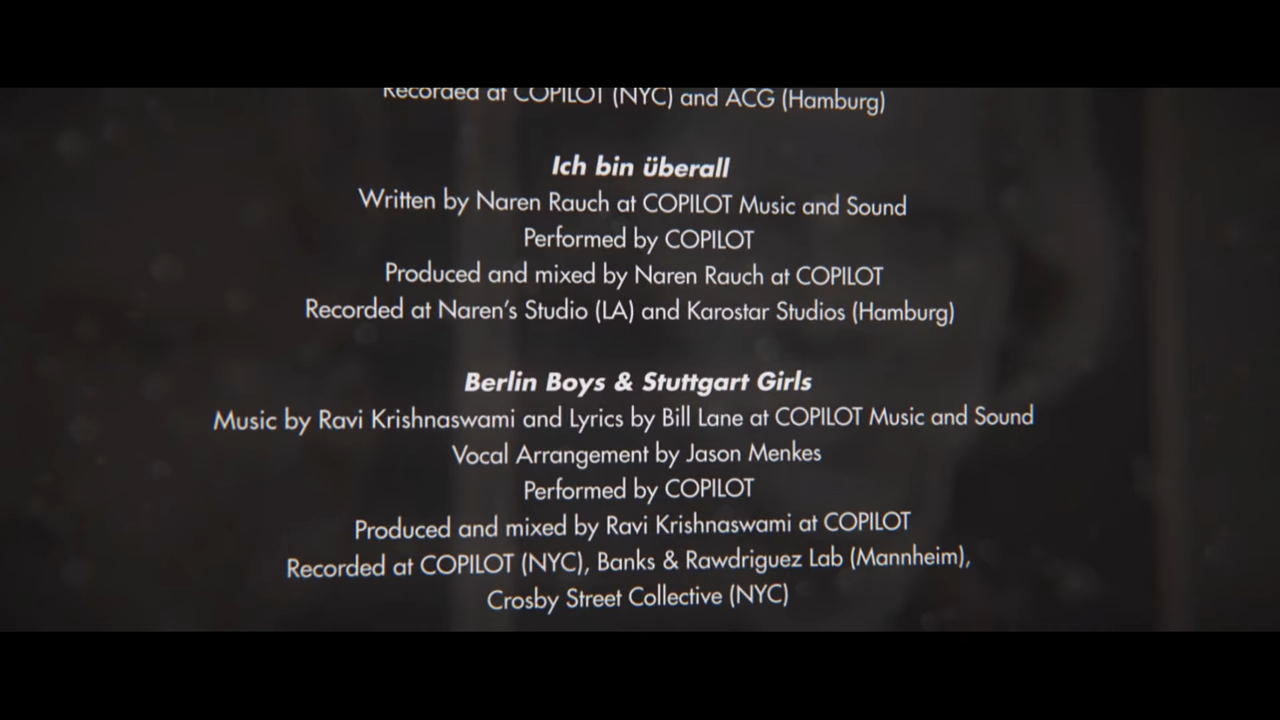 Recorded at COPILOT (NYC) and ACG (Hamburg)
Ich bin überall
Written by Naren Rauch at COPILOT Music and Sound
Performed by COPILOT
Produced and mixed by Naren Rauch at COPILOT
Recorded at Naren's Studio (LA) and Karostar Studios (Hamburg)
Berlin Boys & Stuttgart Girls
Music by Ravi Krishnaswami and Lyrics by Bill Lane at COPILOT Music and Sound
Vocal Arrangement by Jason Menkes
Performed by COPILOT
Produced and mixed by Ravi Krishnaswami at COPILOT
Recorded at COPILOT (NYC), Banks & Rawdriguez Lab (Mannheim),
Crosby Street Collective (NYC)